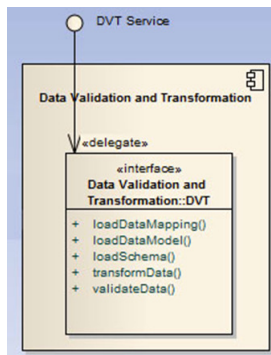 DVT Service
Data Validation and Transformation
«delegate»
«interface»
Data Validation and
Transformation::DVT
+ loadDataMapping()
+ loadDataModel()
+ loadSchema()
+ transformData()
+ validateData()